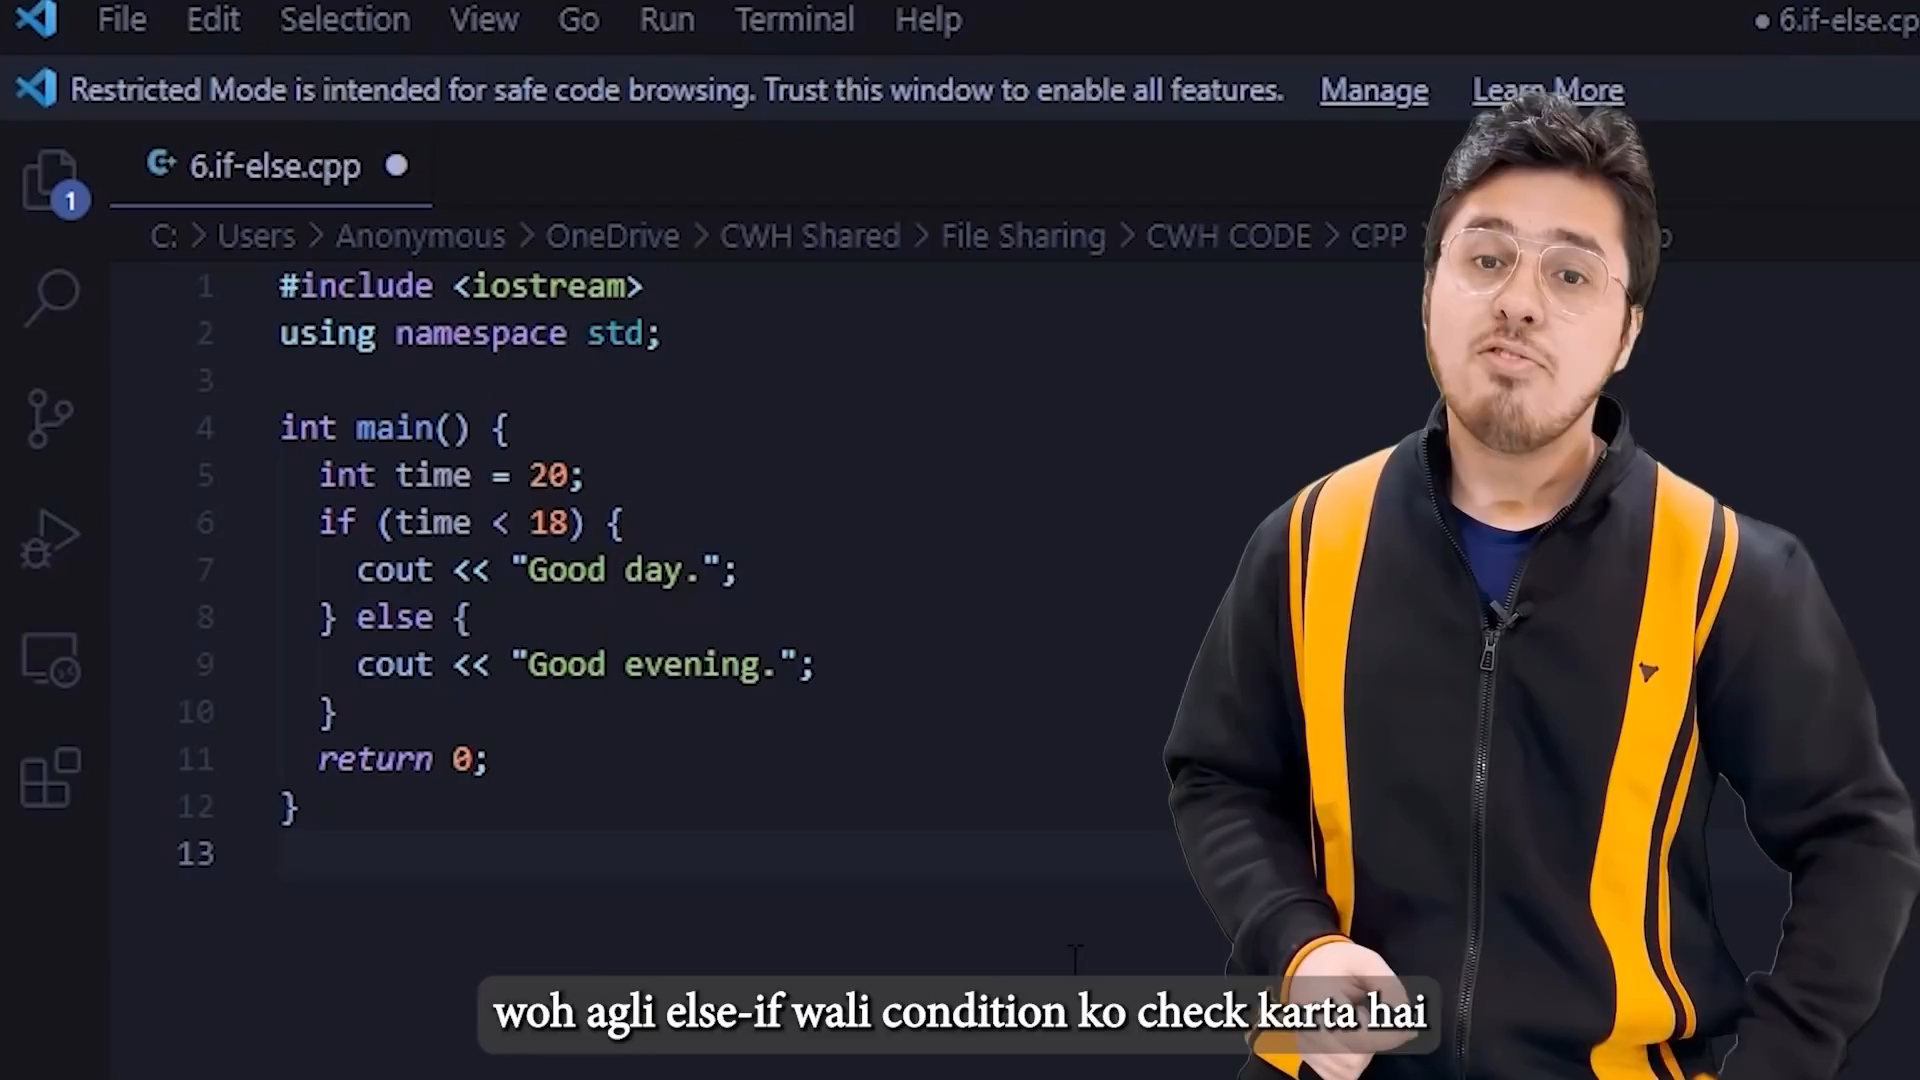 File Edit Selection View Go Run Terminal Help
● 6.if-else.cp
Restricted Mode is intended for safe code browsing. Trust this window to enable all features. Manage Learn More
6.if-else.cpp ●
1
C: > Users > Anonymous > OneDrive > CWH Shared > File Sharing > CWH CODE > CPP
1 #include <iostream>
2 using namespace std;
3
4 int main() {
5 int time = 20;
6 if (time < 18) {
7 cout << "Good day.";
8 } else {
9 cout << "Good evening.";
10 }
11 return 0;
12 }
13
woh agli else-if wali condition ko check karta hai